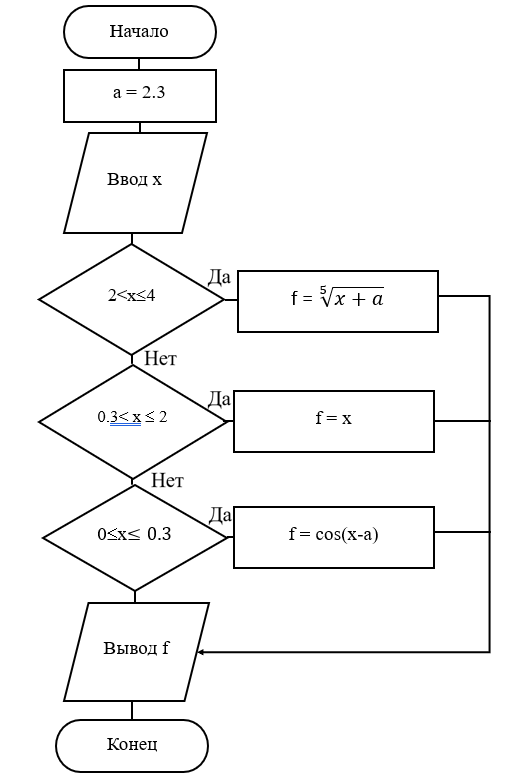 Начало
a = 2.3
Ввод x
2<x≤4
Да
f = ⁵√x + a
Нет
0.3< x ≤ 2
Да
f = x
Нет
0≤x≤ 0.3
Да
f = cos(x-a)
Вывод f
Конец